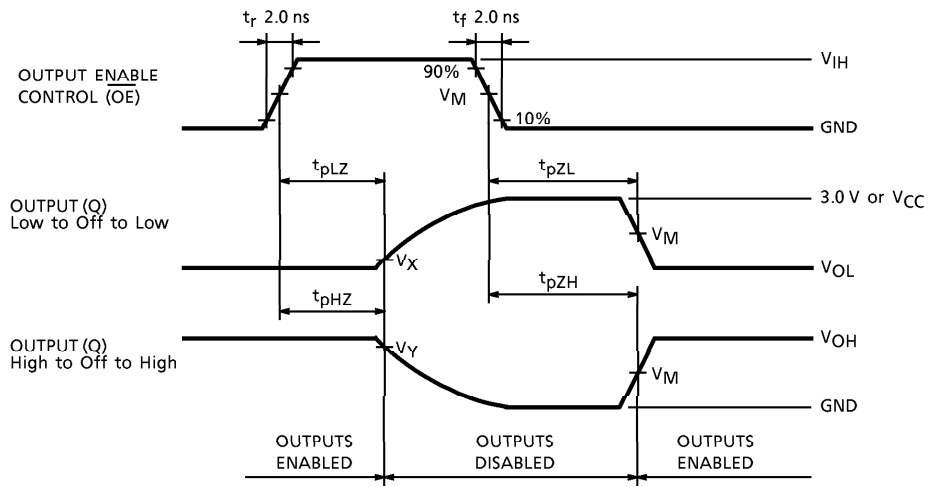 tr 2.0 ns
tf 2.0 ns
OUTPUT ENABLE
CONTROL (O̅E̅)
90%
VM
10%
VIH
GND
tpLZ
tpZL
OUTPUT (Q)
Low to Off to Low
3.0 V or VCC
VX
VM
VOL
tpHZ
tpZH
OUTPUT (Q)
High to Off to High
VY
VOH
VM
GND
OUTPUTS
ENABLED
OUTPUTS
DISABLED
OUTPUTS
ENABLED